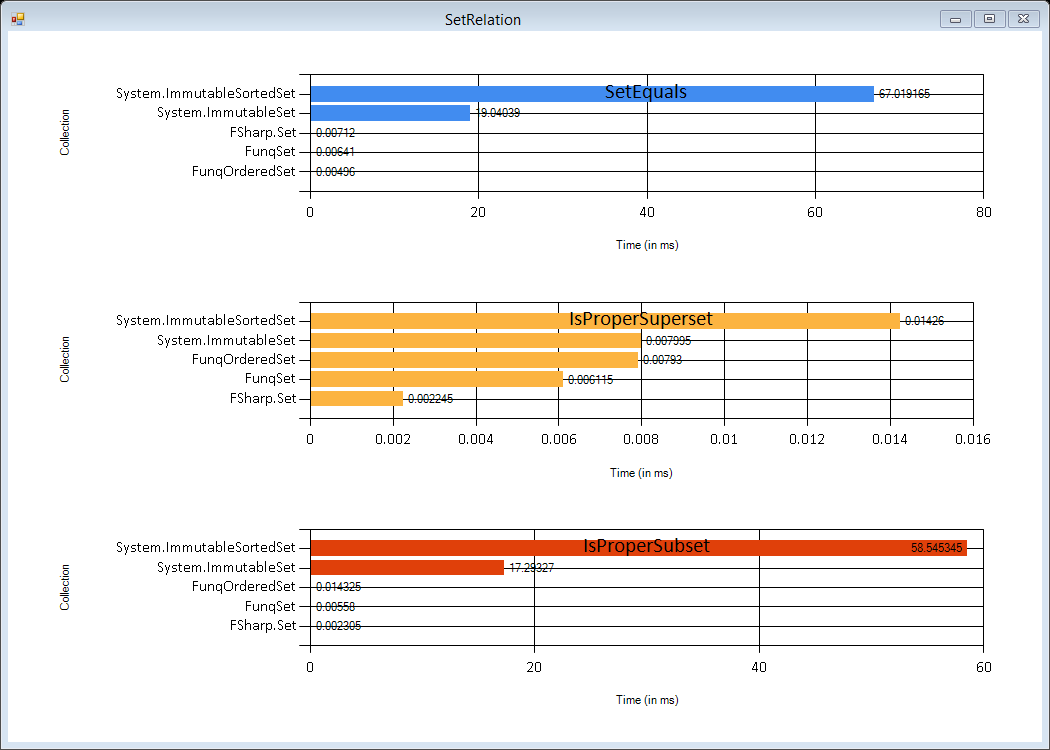 SetRelation
SetEquals
Collection
System.ImmutableSortedSet 67.019165
System.ImmutableSet 19.04039
FSharp.Set 0.00712
FunqSet 0.00641
FunqOrderedSet 0.00496
0 20 40 60 80
Time (in ms)
IsProperSuperset
Collection
System.ImmutableSortedSet 0.01426
System.ImmutableSet 0.007995
FunqOrderedSet 0.00793
FunqSet 0.006115
FSharp.Set 0.002245
0 0.002 0.004 0.006 0.008 0.01 0.012 0.014 0.016
Time (in ms)
IsProperSubset
Collection
System.ImmutableSortedSet 58.545345
System.ImmutableSet 17.29327
FunqOrderedSet 0.014325
FunqSet 0.00558
FSharp.Set 0.002305
0 20 40 60
Time (in ms)